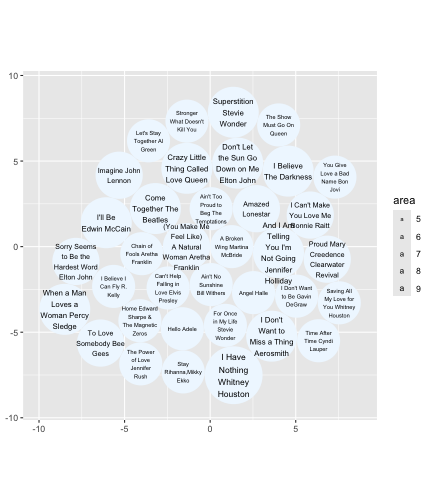 10
5
0
-5
-10
-10
-5
0
5
Superstition
Stevie
Wonder
Stronger
What Doesn't
Kill You
The Show
Must Go On
Queen
Let's Stay
Together Al
Green
Don't Let
the Sun Go
Down on Me
Elton John
Crazy Little
Thing Called
Love Queen
I Believe
The Darkness
You Give
Love a Bad
Name Bon
Jovi
Imagine John
Lennon
Come
Together The
Beatles
Ain't Too
Proud to
Beg The
Temptations
Amazed
Lonestar
I Can't Make
You Love Me
Bonnie Raitt
I'll Be
Edwin McCain
(You Make Me
Feel Like)
A Natural
Woman Aretha
Franklin
And I Am
Telling
You I'm
Not Going
Jennifer
Holliday
Sorry Seems
to Be the
Hardest Word
Elton John
Chain of
Fools Aretha
Franklin
A Broken
Wing Martina
McBride
Proud Mary
Creedence
Clearwater
Revival
I Believe I
Can Fly R.
Kelly
Can't Help
Falling in
Love Elvis
Presley
Ain't No
Sunshine
Bill Withers
Angel Halle
I Don't Want
to Be Gavin
DeGraw
Saving All
My Love for
You Whitney
Houston
When a Man
Loves a
Woman Percy
Sledge
Home Edward
Sharpe &
The Magnetic
Zeros
Hello Adele
For Once
in My Life
Stevie
Wonder
I Don't
Want to
Miss a Thing
Aerosmith
Time After
Time Cyndi
Lauper
To Love
Somebody Bee
Gees
The Power
of Love
Jennifer
Rush
Stay
Rihanna,Mikky
Ekko
I Have
Nothing
Whitney
Houston
area
a 5
a 6
a 7
a 8
a 9